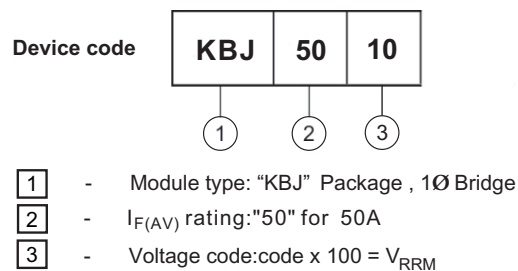 Device code KBJ 50 10
1 2 3
1 - Module type: “KBJ” Package , 1Ø Bridge
2 - IF(AV) rating:"50" for 50A
3 - Voltage code:code x 100 = VRRM